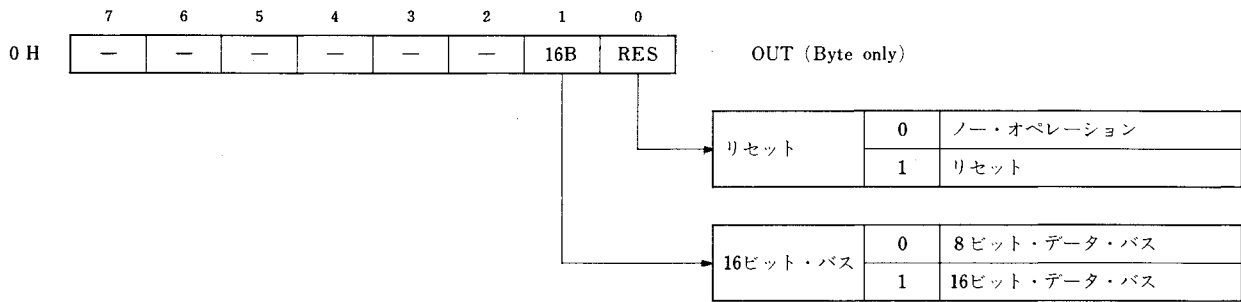 7 6 5 4 3 2 1 0
0 H — — — — — — 16B RES OUT (Byte only)
リセット 0 ノー・オペレーション
1 リセット
16ビット・バス 0 8ビット・データ・バス
1 16ビット・データ・バス